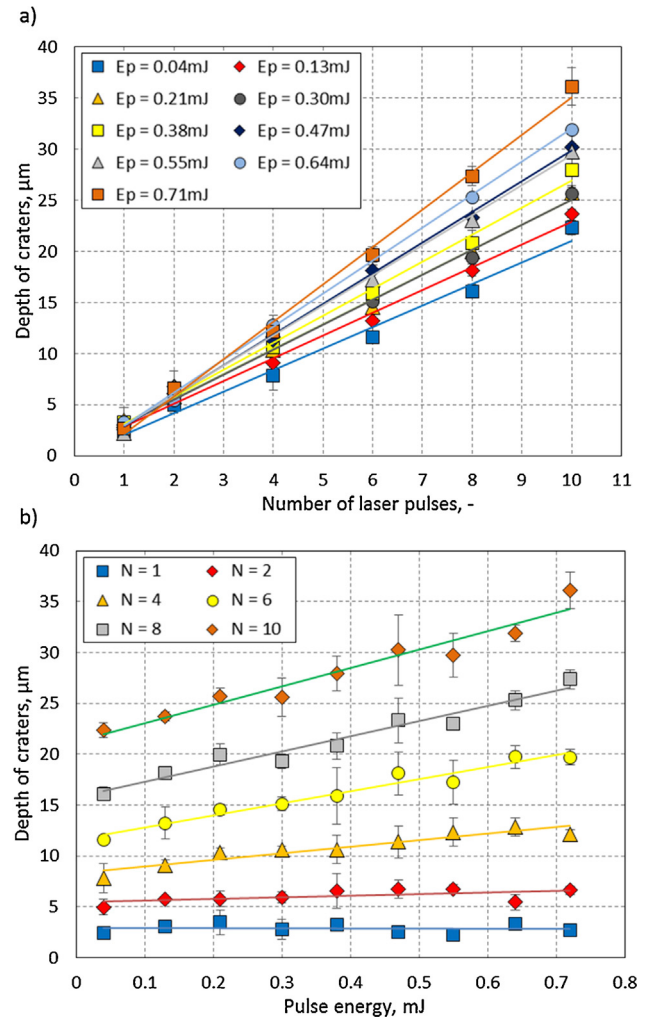 a)
40
35
30
25
20
15
10
5
0
Depth of craters, µm
Ep = 0.04mJ Ep = 0.13mJ
Ep = 0.21mJ Ep = 0.30mJ
Ep = 0.38mJ Ep = 0.47mJ
Ep = 0.55mJ Ep = 0.64mJ
Ep = 0.71mJ
0 1 2 3 4 5 6 7 8 9 10 11
Number of laser pulses, -
b)
40
35
30
25
20
15
10
5
0
Depth of craters, µm
N = 1 N = 2
N = 4 N = 6
N = 8 N = 10
0 0.1 0.2 0.3 0.4 0.5 0.6 0.7 0.8
Pulse energy, mJ